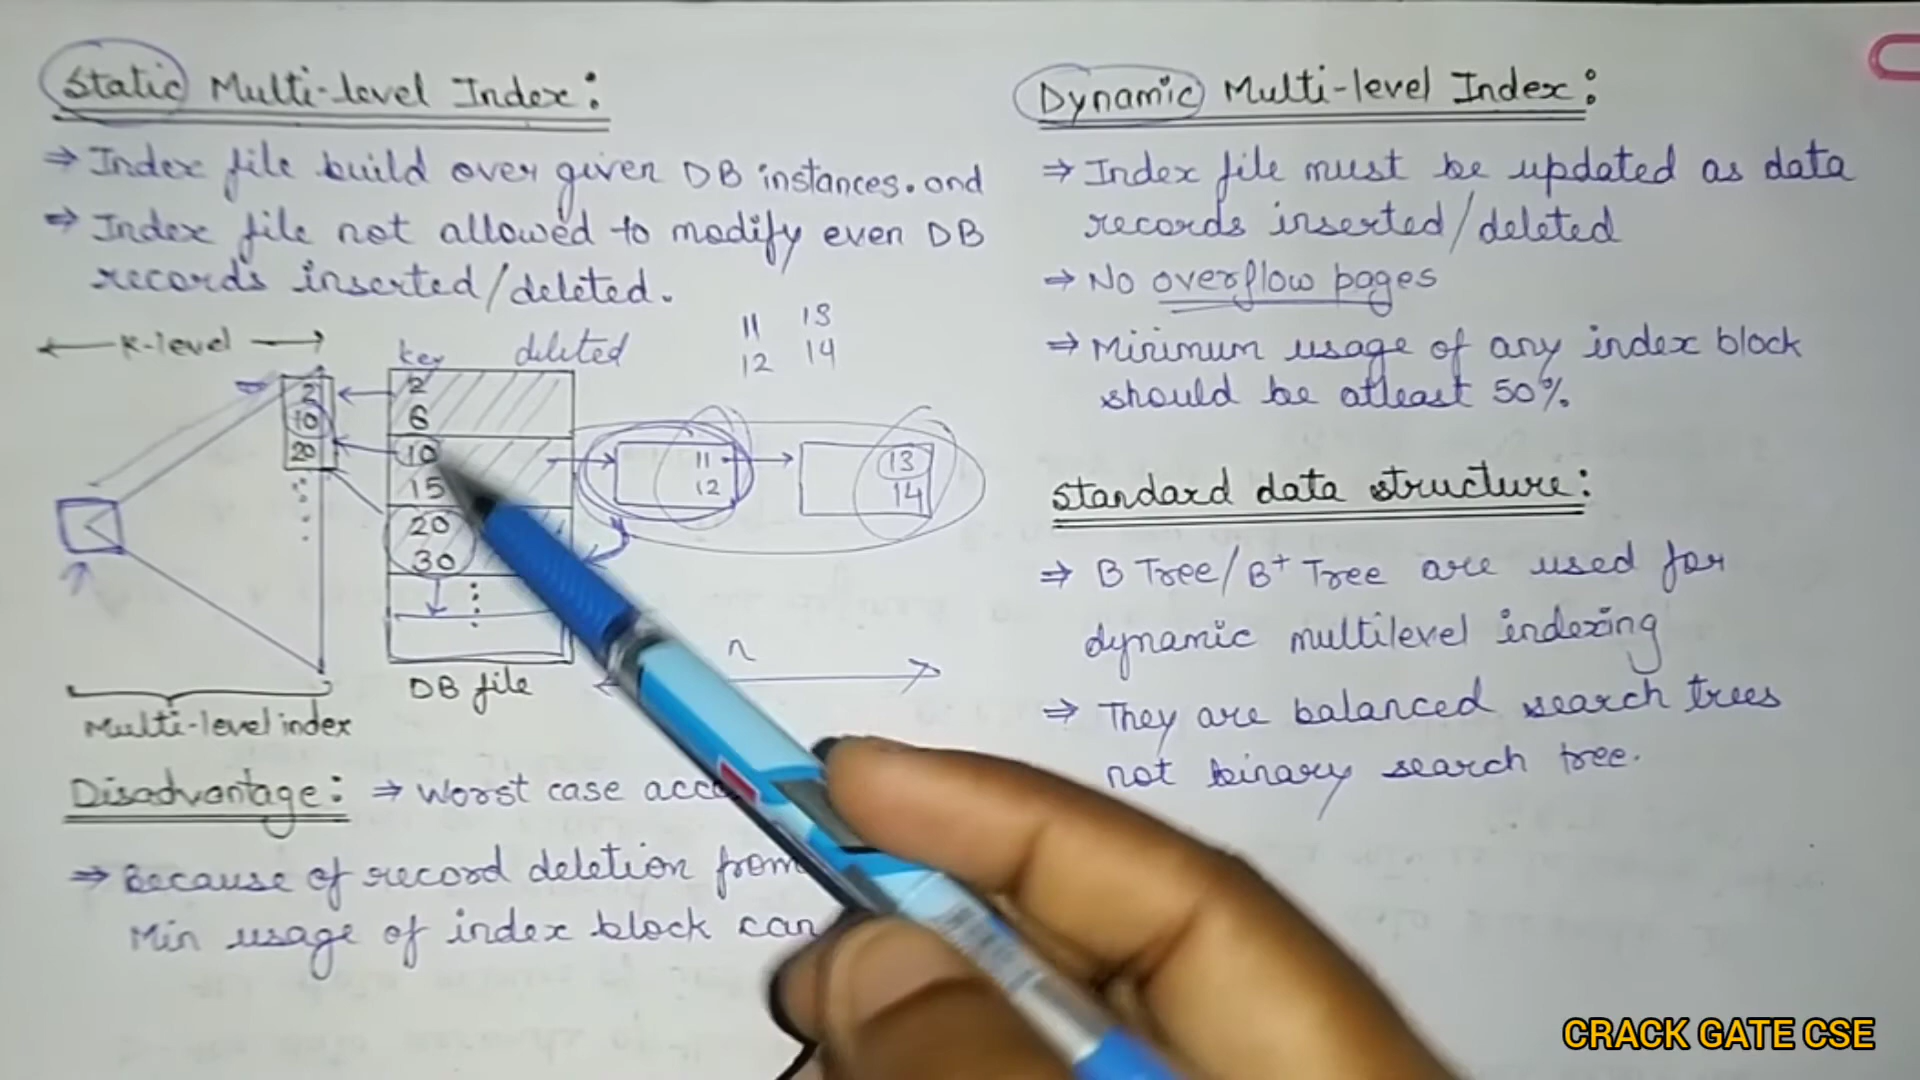 Static Multi-level Index:
⇒ Index file build over given DB instances. and
⇒ Index file not allowed to modify even DB
records inserted/deleted.
K-level
key
deleted
11 13
12 14
2
10
20
2
6
10
15
20
30
11
12
13
14
n
DB file
Multi-level index
Disadvantage: ⇒ Worst case
⇒ Because of record deletion from
Min usage of index block can
Dynamic Multi-level Index:
⇒ Index file must be updated as data
records inserted/deleted
⇒ No overflow pages
⇒ Minimum usage of any index block
should be atleast 50%.
Standard data structure:
⇒ B Tree/B+ Tree are used for
dynamic multilevel indexing
⇒ They are balanced search trees
not binary search tree.
CRACK GATE CSE